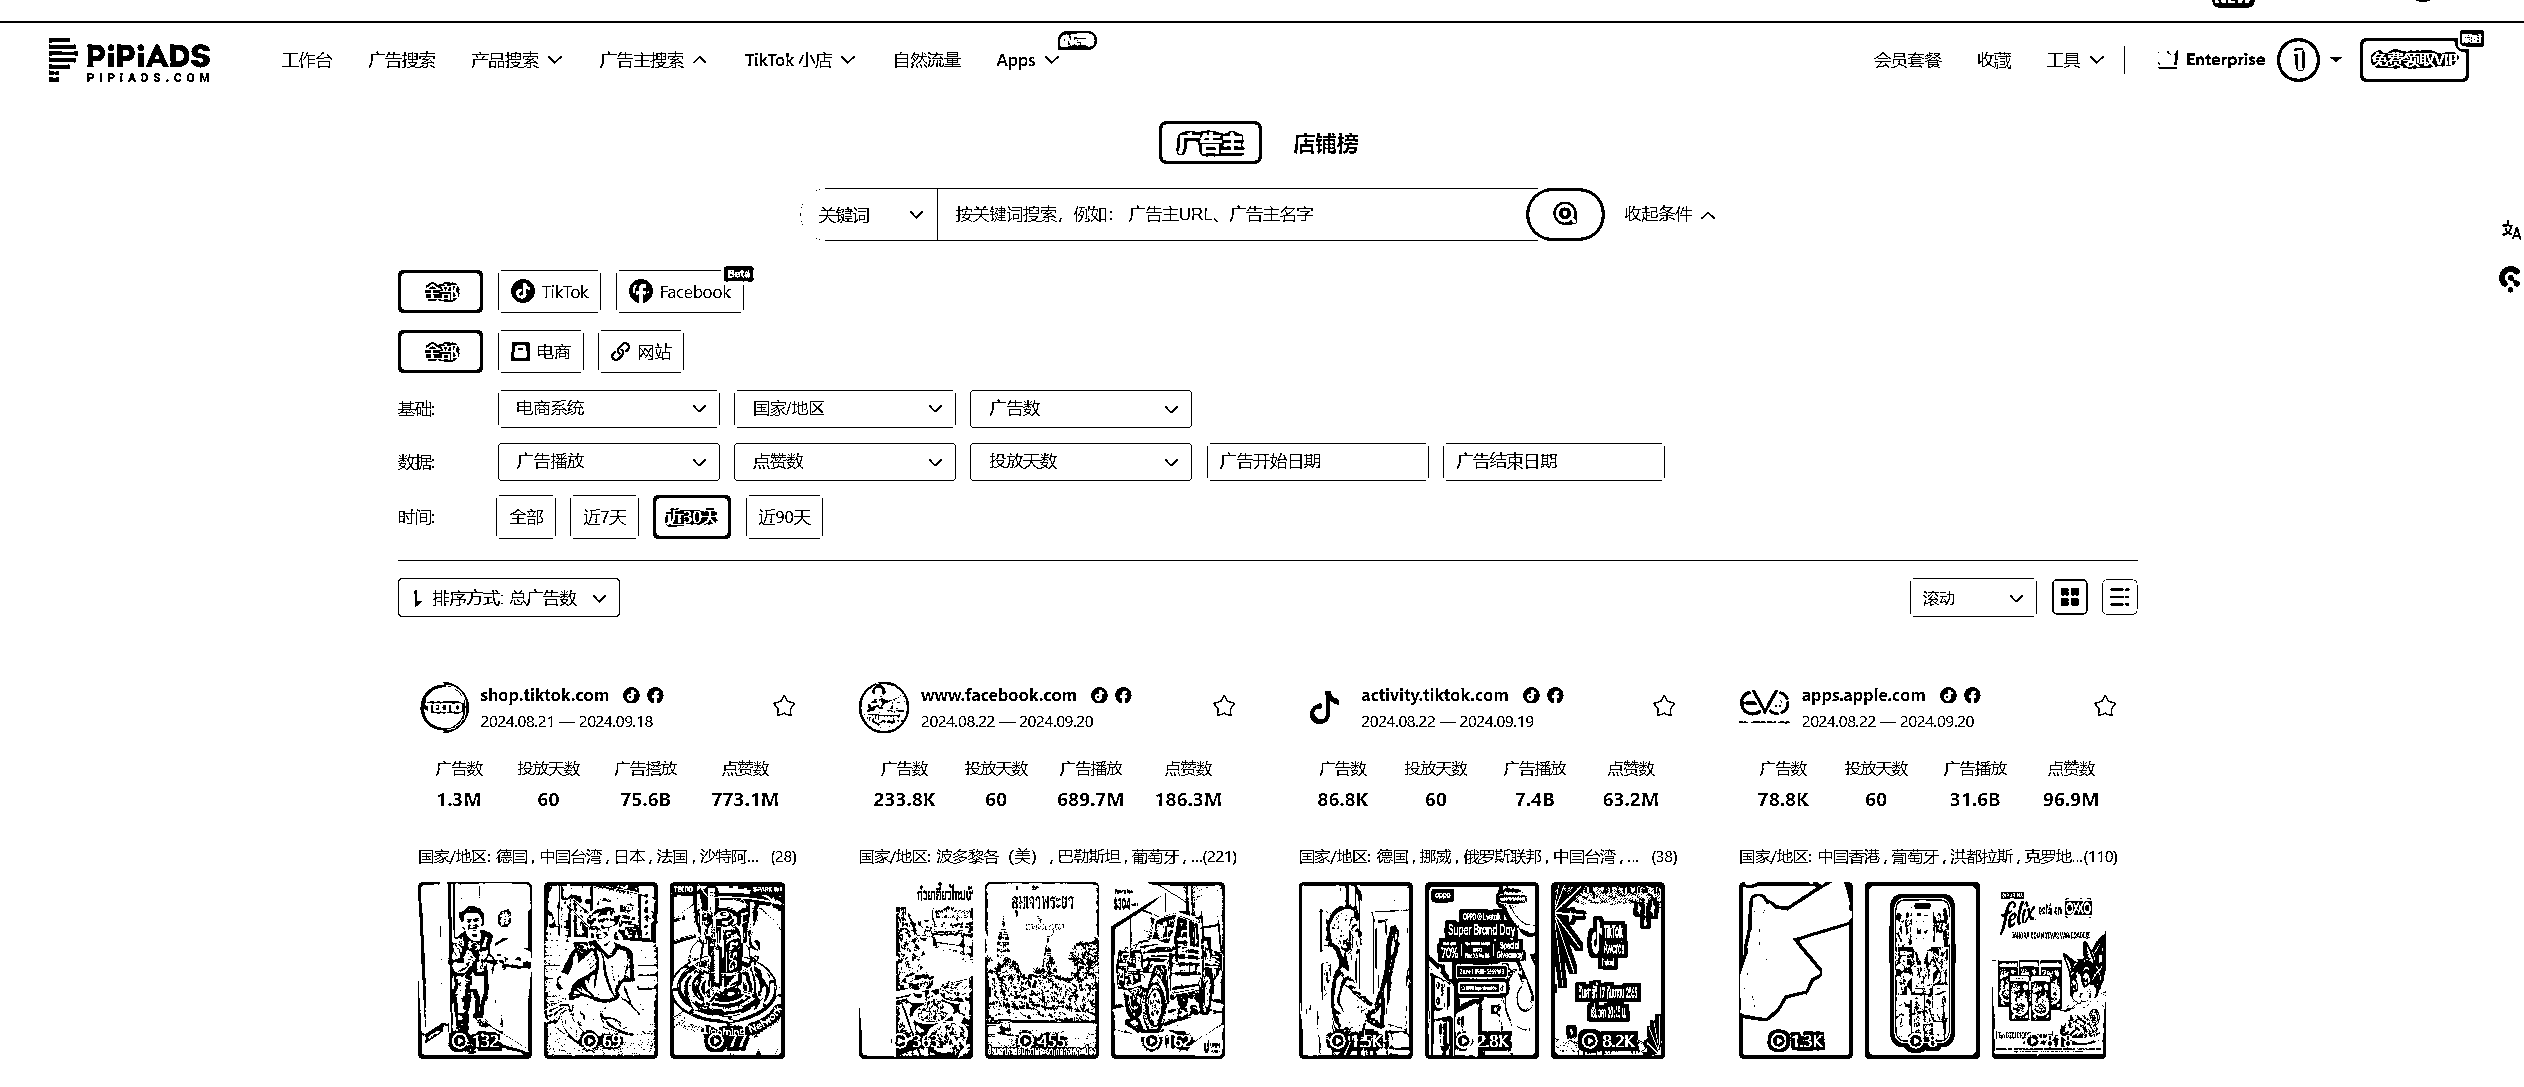 NEW
PiPiADS
PIPIADS.COM
工作台 广告搜索 产品搜索 广告主搜索 TikTok 小店 自然流量 Apps 会员套餐 收藏 工具 Enterprise 免费领取VIP
广告主 店铺榜
关键词 按关键词搜索，例如： 广告主URL、广告主名字 收起条件
全部 TikTok Facebook Beta
全部 电商 网站
基础: 电商系统 国家/地区 广告数
数据: 广告播放 点赞数 投放天数 广告开始日期 广告结束日期
时间: 全部 近7天 近30天 近90天
排序方式: 总广告数 滚动
shop.tiktok.com www.facebook.com activity.tiktok.com apps.apple.com
2024.08.21 — 2024.09.18 2024.08.22 — 2024.09.20 2024.08.22 — 2024.09.19 2024.08.22 — 2024.09.20
广告数 投放天数 广告播放 点赞数 广告数 投放天数 广告播放 点赞数 广告数 投放天数 广告播放 点赞数 广告数 投放天数 广告播放 点赞数
1.3M 60 75.6B 773.1M 233.8K 60 689.7M 186.3M 86.8K 60 7.4B 63.2M 78.8K 60 31.6B 96.9M
国家/地区: 德国 , 中国台湾 , 日本 , 法国 , 沙特阿... (28) 国家/地区: 波多黎各（美） , 巴勒斯坦 , 葡萄牙 , ...(221) 国家/地区: 德国 , 挪威 , 俄罗斯联邦 , 中国台湾 , ... (38) 国家/地区: 中国香港 , 葡萄牙 , 洪都拉斯 , 克罗地...(110)
Super Brand Day
TikTok
felix está en OXXO
132 69 77 455 1.5K 2.8K 8.2K 1.3K